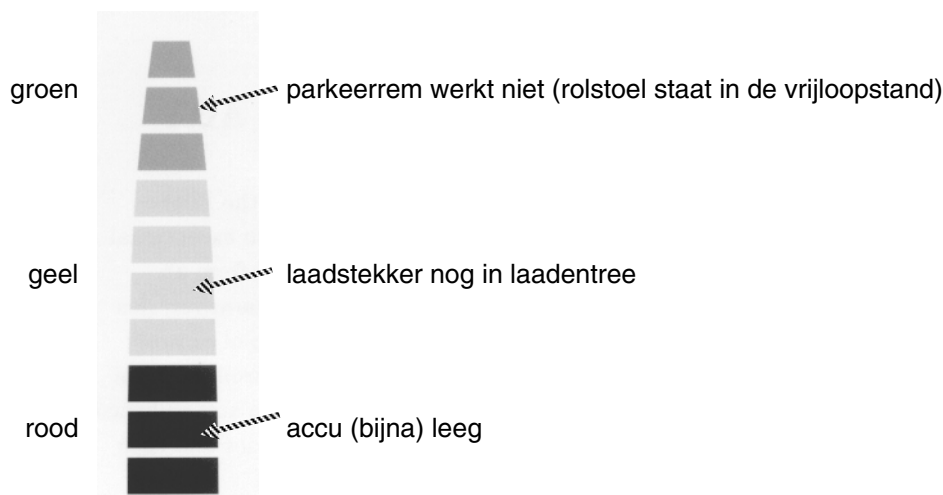 groen parkeerrem werkt niet (rolstoel staat in de vrijloopstand)
geel laadstekker nog in laadentree
rood accu (bijna) leeg